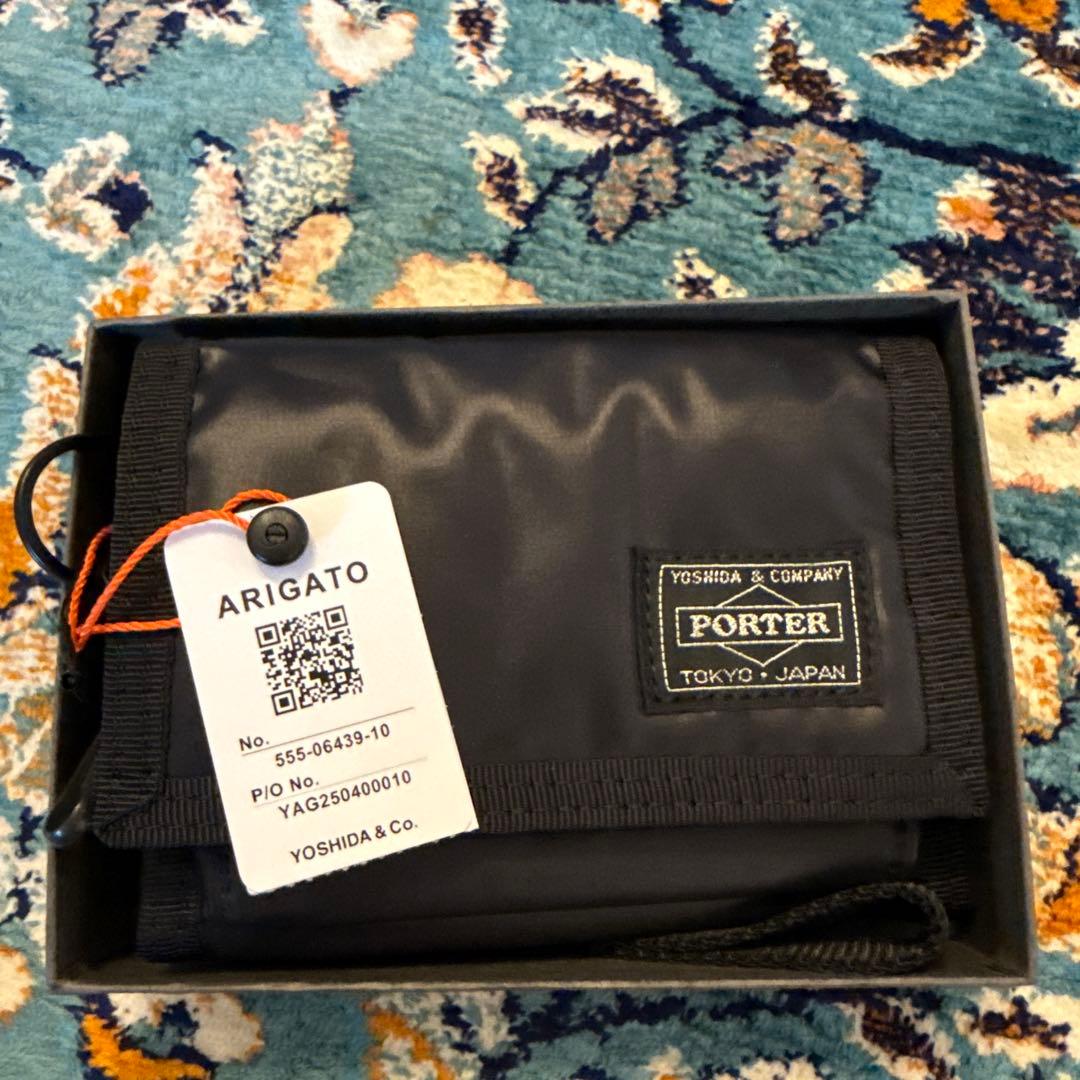 ARIGATO
No.
555-06439-10
P/O No.
YAG250400010
YOSHIDA & Co.
YOSHIDA & COMPANY
PORTER
TOKYO • JAPAN